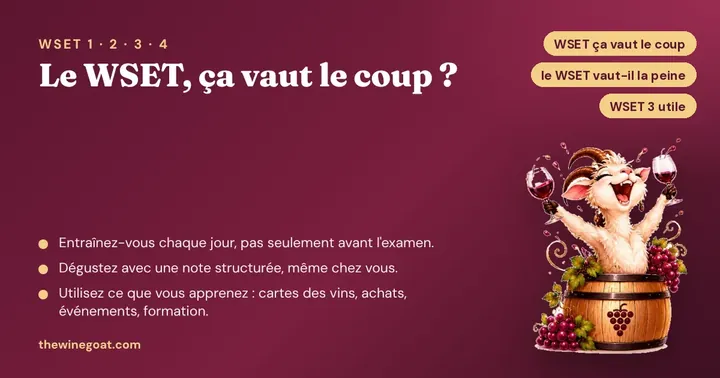 WSET 1 · 2 · 3 · 4
Le WSET, ça vaut le coup ?
WSET ça vaut le coup
le WSET vaut-il la peine
WSET 3 utile
Entraînez-vous chaque jour, pas seulement avant l'examen.
Dégustez avec une note structurée, même chez vous.
Utilisez ce que vous apprenez : cartes des vins, achats,
événements, formation.
thewinegoat.com